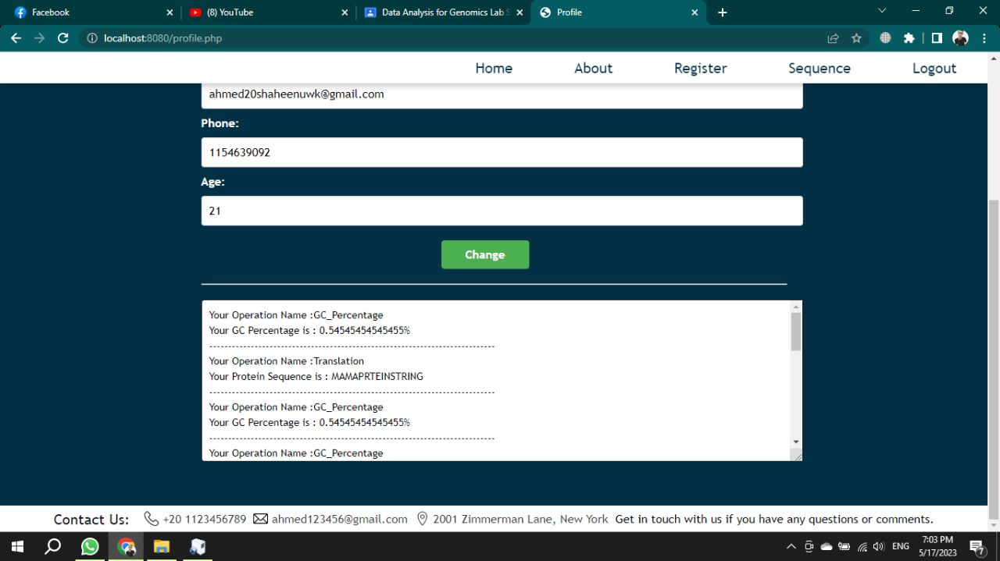 Facebook
(8) YouTube
Data Analysis for Genomics Lab S
Profile
localhost:8080/profile.php
Home About Register Sequence Logout
ahmed20shaheenuwk@gmail.com
Phone:
1154639092
Age:
21
Change
Your Operation Name :GC_Percentage
Your GC Percentage is : 0.54545454545455%
--------------------------------------------------------------------------
Your Operation Name :Translation
Your Protein Sequence is : MAMAPRTEINSTRING
--------------------------------------------------------------------------
Your Operation Name :GC_Percentage
Your GC Percentage is : 0.54545454545455%
--------------------------------------------------------------------------
Your Operation Name :GC_Percentage
Contact Us: +20 1123456789 ahmed123456@gmail.com 2001 Zimmerman Lane, New York Get in touch with us if you have any questions or comments.
ENG
7:03 PM
5/17/2023
7